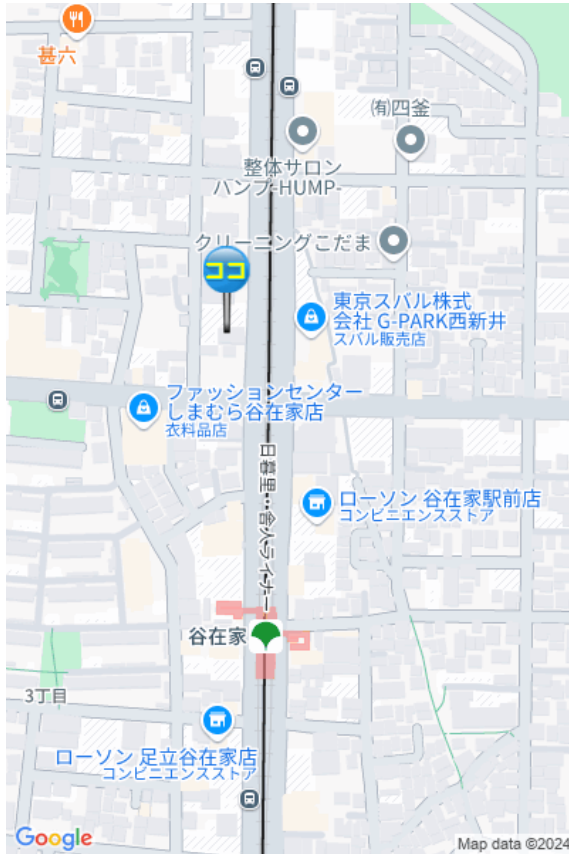 甚六
(有)四釜
整体サロン
ハンプ-HUMP-
クリーニングこだま
ココ
東京スバル株式
会社 G-PARK西新井
スバル販売店
ファッションセンター
しまむら谷在家店
衣料品店
日暮里・舎人ライナー
ローソン 谷在家駅前店
コンビニエンスストア
谷在家
3丁目
ローソン 足立谷在家店
コンビニエンスストア
Google
Map data ©2024